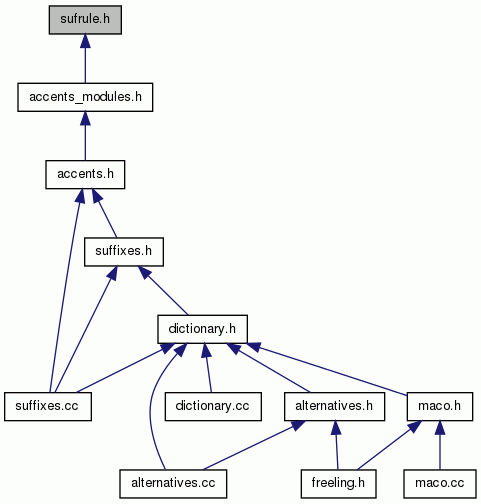 sufrule.h
accents_modules.h
accents.h
suffixes.h
dictionary.h
suffixes.cc
dictionary.cc
alternatives.h
maco.h
alternatives.cc
freeling.h
maco.cc